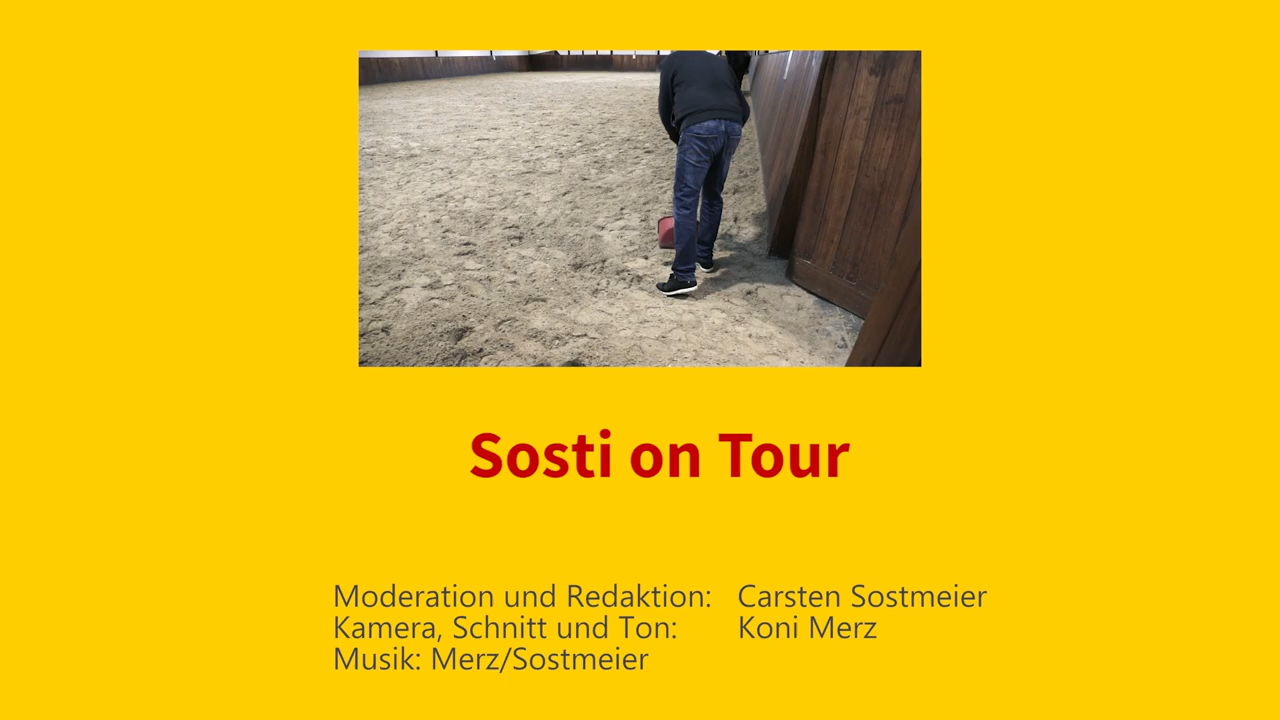 Sosti on Tour
Moderation und Redaktion: Carsten Sostmeier
Kamera, Schnitt und Ton: Koni Merz
Musik: Merz/Sostmeier